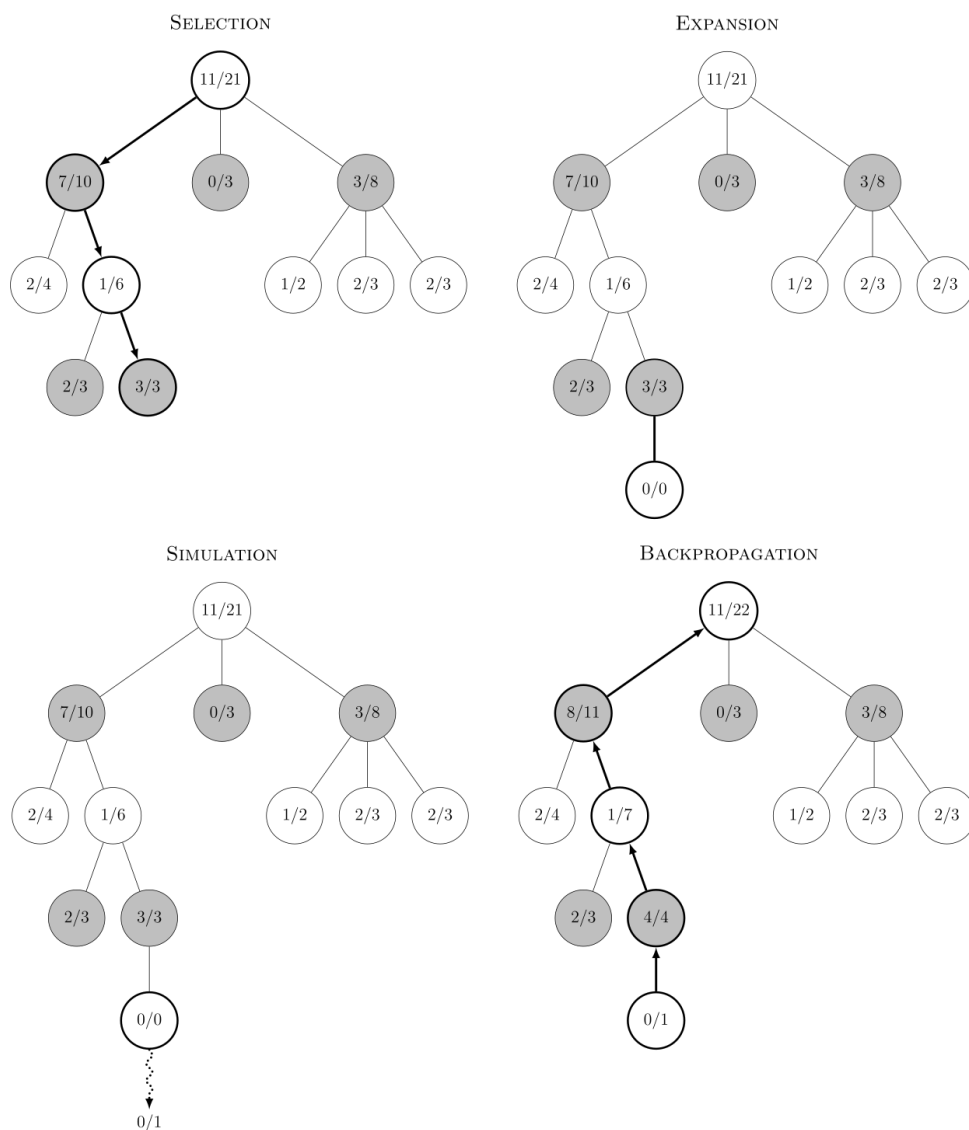 SELECTION
11/21
7/10 0/3 3/8
2/4 1/6 1/2 2/3 2/3
2/3 3/3
EXPANSION
11/21
7/10 0/3 3/8
2/4 1/6 1/2 2/3 2/3
2/3 3/3
0/0
SIMULATION
11/21
7/10 0/3 3/8
2/4 1/6 1/2 2/3 2/3
2/3 3/3
0/0
0/1
BACKPROPAGATION
11/22
8/11 0/3 3/8
2/4 1/7 1/2 2/3 2/3
2/3 4/4
0/1